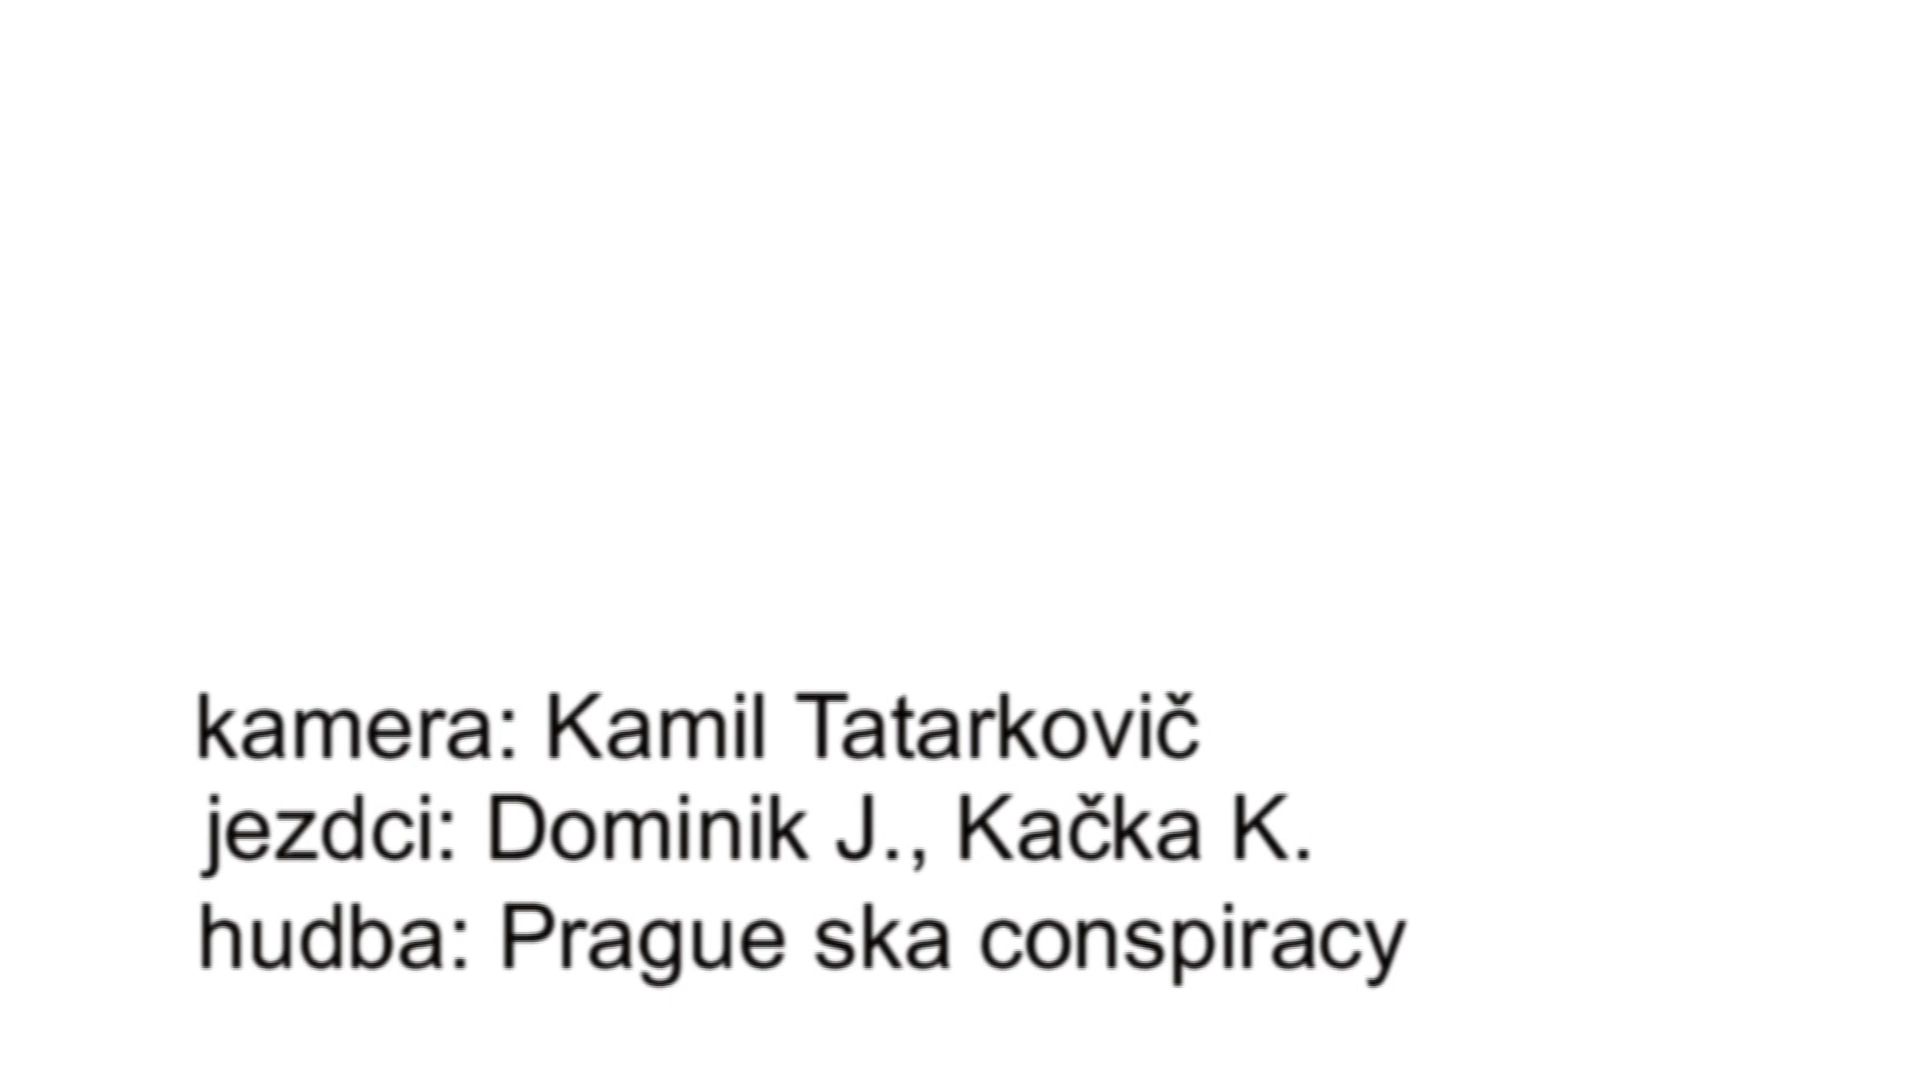 kamera: Kamil Tatarkovič
jezdci: Dominik J., Kačka K.
hudba: Prague ska conspiracy